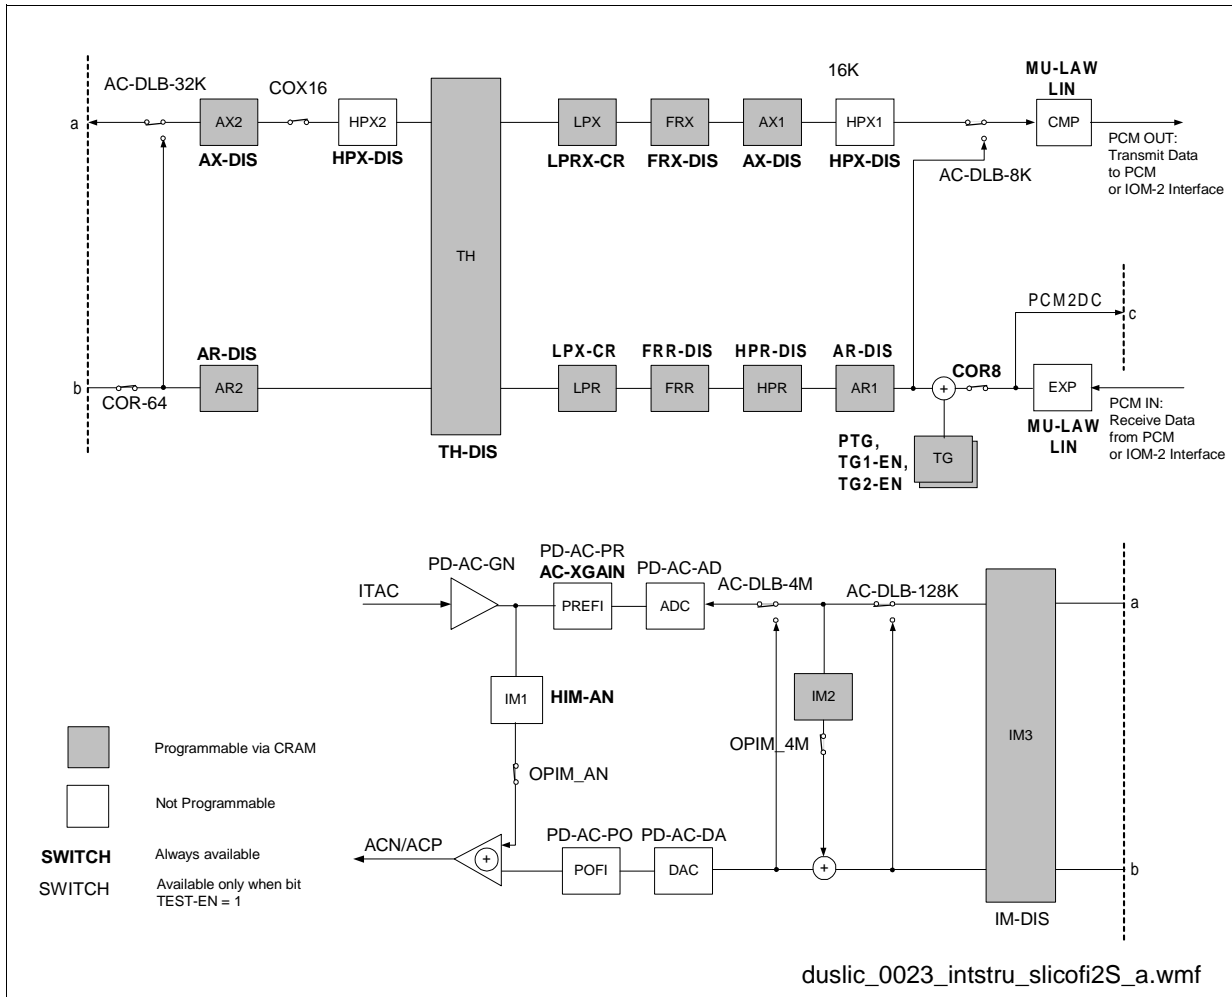 AC-DLB-32K
COX16
16K
MU-LAW
LIN
a
AX2
HPX2
LPX
FRX
AX1
HPX1
CMP
AX-DIS
HPX-DIS
LPRX-CR
FRX-DIS
AX-DIS
HPX-DIS
AC-DLB-8K
PCM OUT:
Transmit Data
to PCM
or IOM-2 Interface
TH
PCM2DC
c
AR-DIS
LPX-CR
FRR-DIS
HPR-DIS
AR-DIS
COR8
b
COR-64
AR2
LPR
FRR
HPR
AR1
+
EXP
PCM IN:
Receive Data
from PCM
or IOM-2 Interface
MU-LAW
LIN
TH-DIS
PTG,
TG1-EN,
TG2-EN
TG
PD-AC-GN
PD-AC-PR
AC-XGAIN
PD-AC-AD
AC-DLB-4M
AC-DLB-128K
ITAC
PREFI
ADC
a
IM1
HIM-AN
IM2
OPIM_4M
IM3
Programmable via CRAM
OPIM_AN
Not Programmable
PD-AC-PO
PD-AC-DA
ACN/ACP
+
POFI
DAC
+
b
SWITCH
Always available
SWITCH
Available only when bit
TEST-EN = 1
IM-DIS
duslic_0023_intstru_slicofi2S_a.wmf